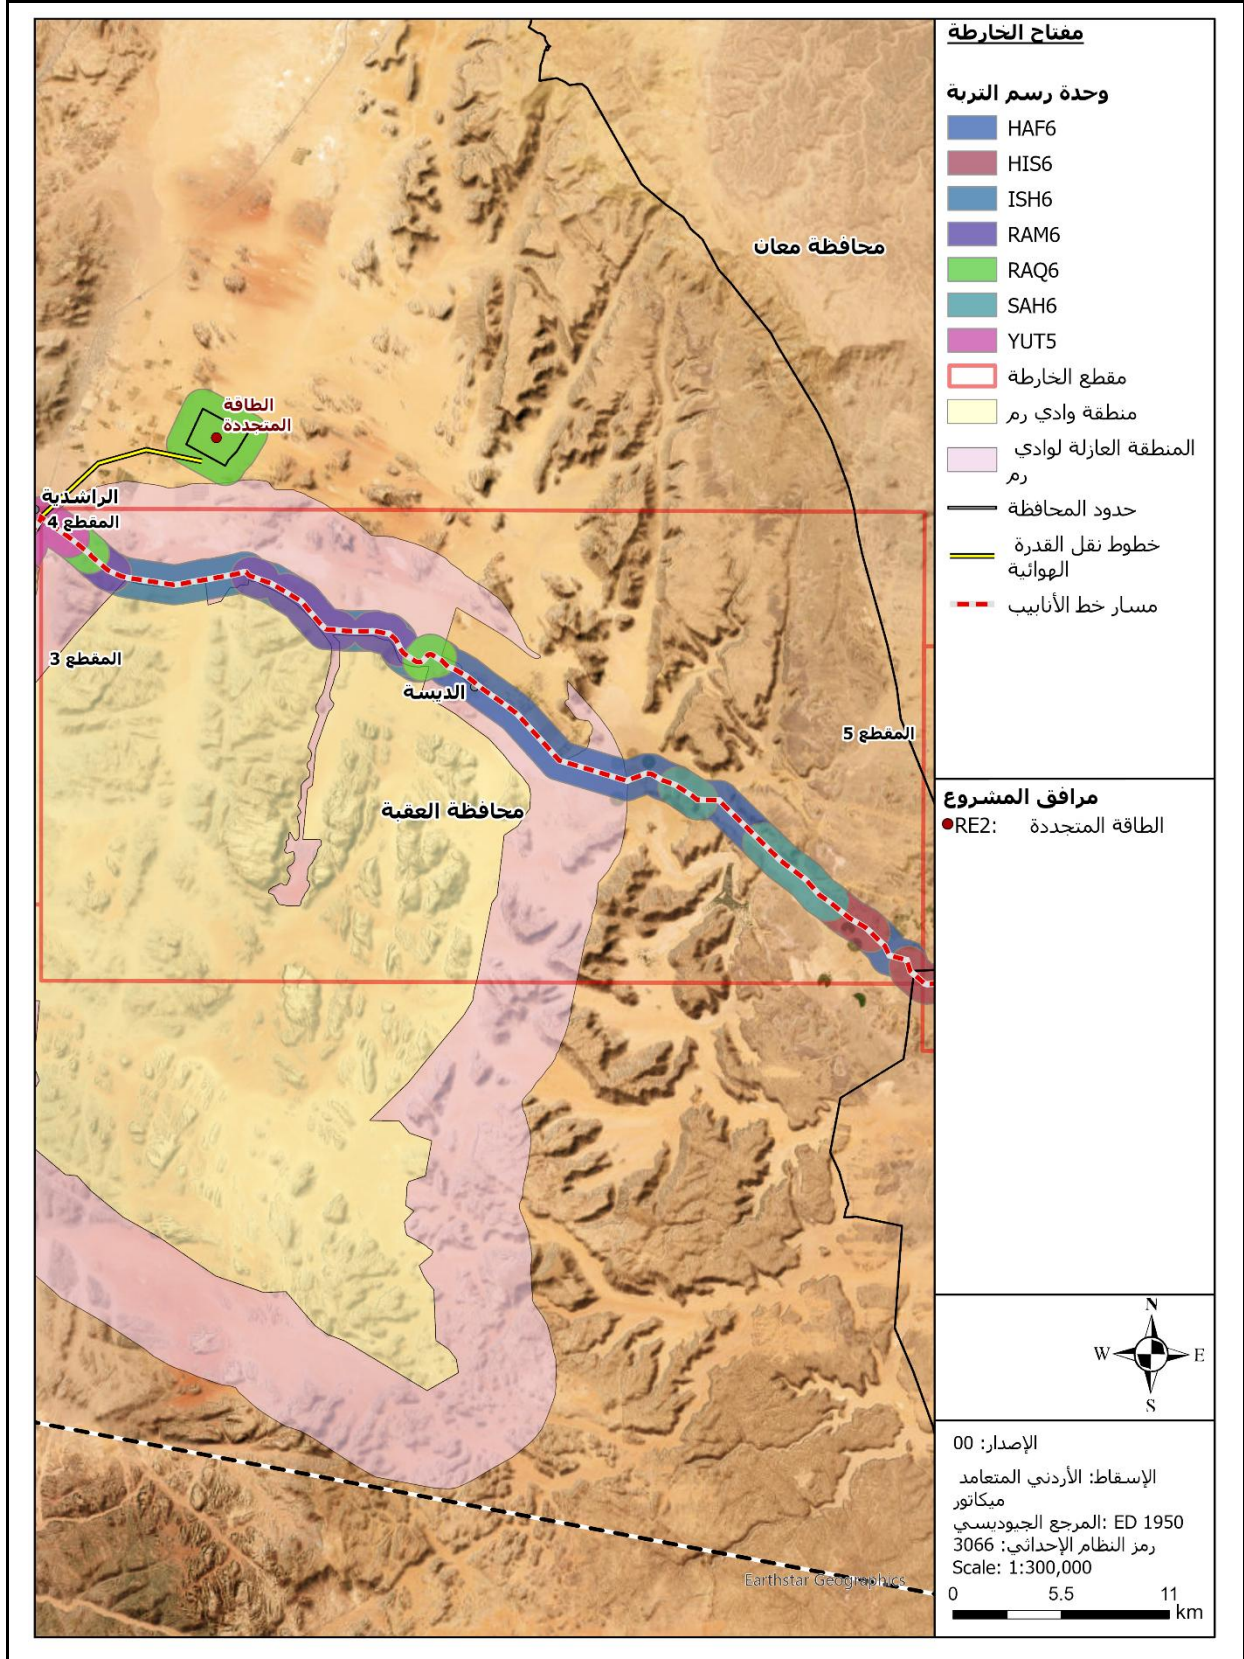 محافظة معان
الطاقة
المتجددة
الراشدية
المقطع 4
المقطع 3
الديسة
المقطع 5
محافظة العقبة
Earthstar Geographics
مفتاح الخارطة
وحدة رسم التربة
HAF6
HIS6
ISH6
RAM6
RAQ6
SAH6
YUT5
مقطع الخارطة
منطقة وادي رم
المنطقة العازلة لوادي
رم
حدود المحافظة
خطوط نقل القدرة
الهوائية
مسار خط الأنابيب
مرافق المشروع
RE2: الطاقة المتجددة
N
W E
S
الإصدار: 00
الإسقاط: الأردني المتعامد
ميكاتور
المرجع الجيوديسي: ED 1950
رمز النظام الإحداثي: 3066
Scale: 1:300,000
0 5.5 11
km